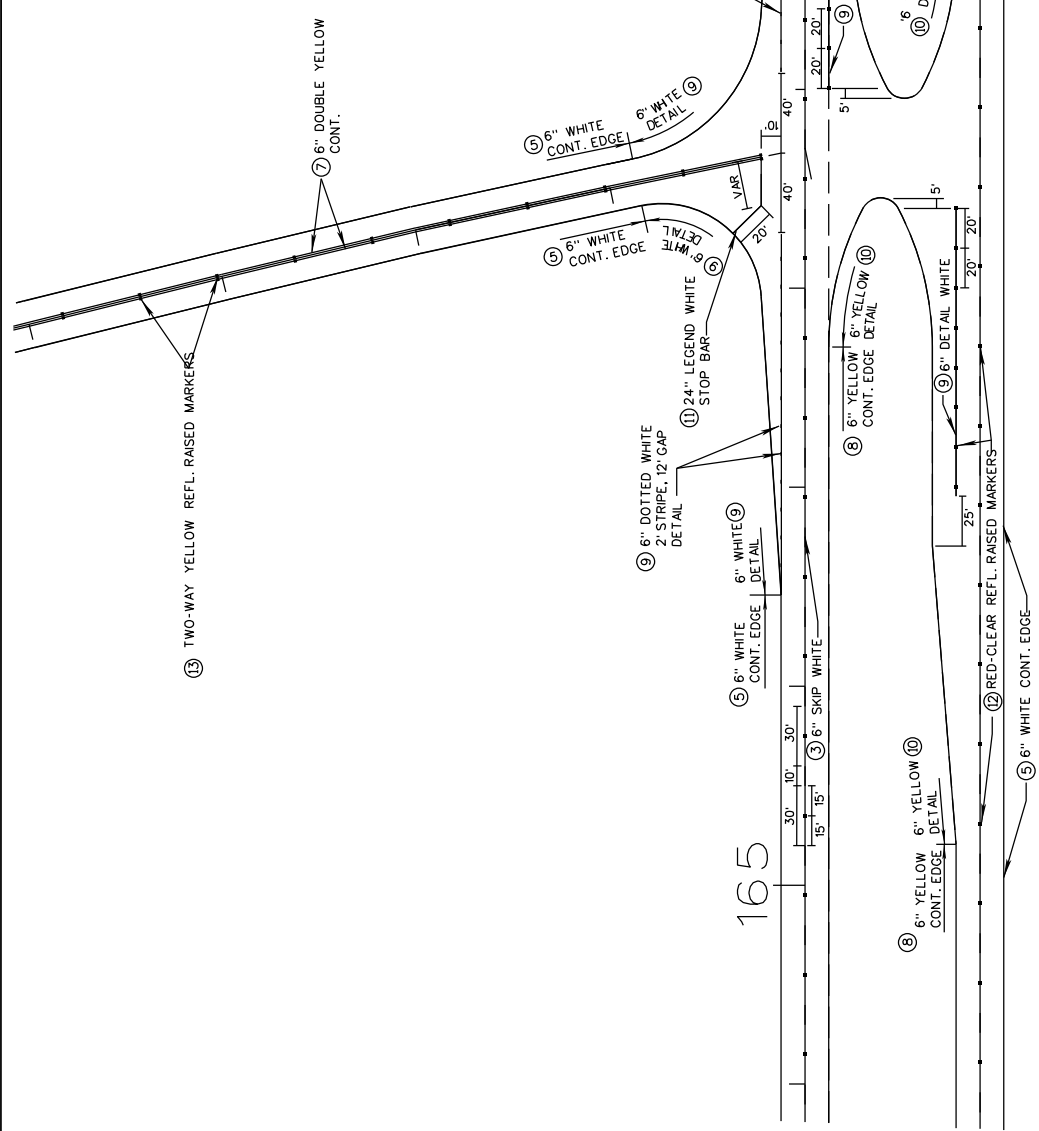 ⑦ 6" DOUBLE YELLOW
CONT.
⑤ 6" WHITE
CONT. EDGE
6" WHITE ⑨
DETAIL
⑤ 6" WHITE
CONT. EDGE
6" WHITE ⑨
DETAIL
⑬ TWO-WAY YELLOW REFL. RAISED MARKERS
VAR
20'
10'
40'
40'
20'
20'
⑨
5'
⑩
6"
D
5'
20'
20'
⑪ 24" LEGEND WHITE
STOP BAR
⑨ 6" DOTTED WHITE
2' STRIPE, 12' GAP
DETAIL
⑧ 6" YELLOW
CONT. EDGE
6" YELLOW ⑩
DETAIL
⑨ 6" DETAIL WHITE
25'
⑤ 6" WHITE
CONT. EDGE
6" WHITE ⑨
DETAIL
③ 6" SKIP WHITE
30'
10'
30'
15'
15'
165
⑧ 6" YELLOW
CONT. EDGE
6" YELLOW ⑩
DETAIL
⑫ RED-CLEAR REFL. RAISED MARKERS
⑤ 6" WHITE CONT. EDGE